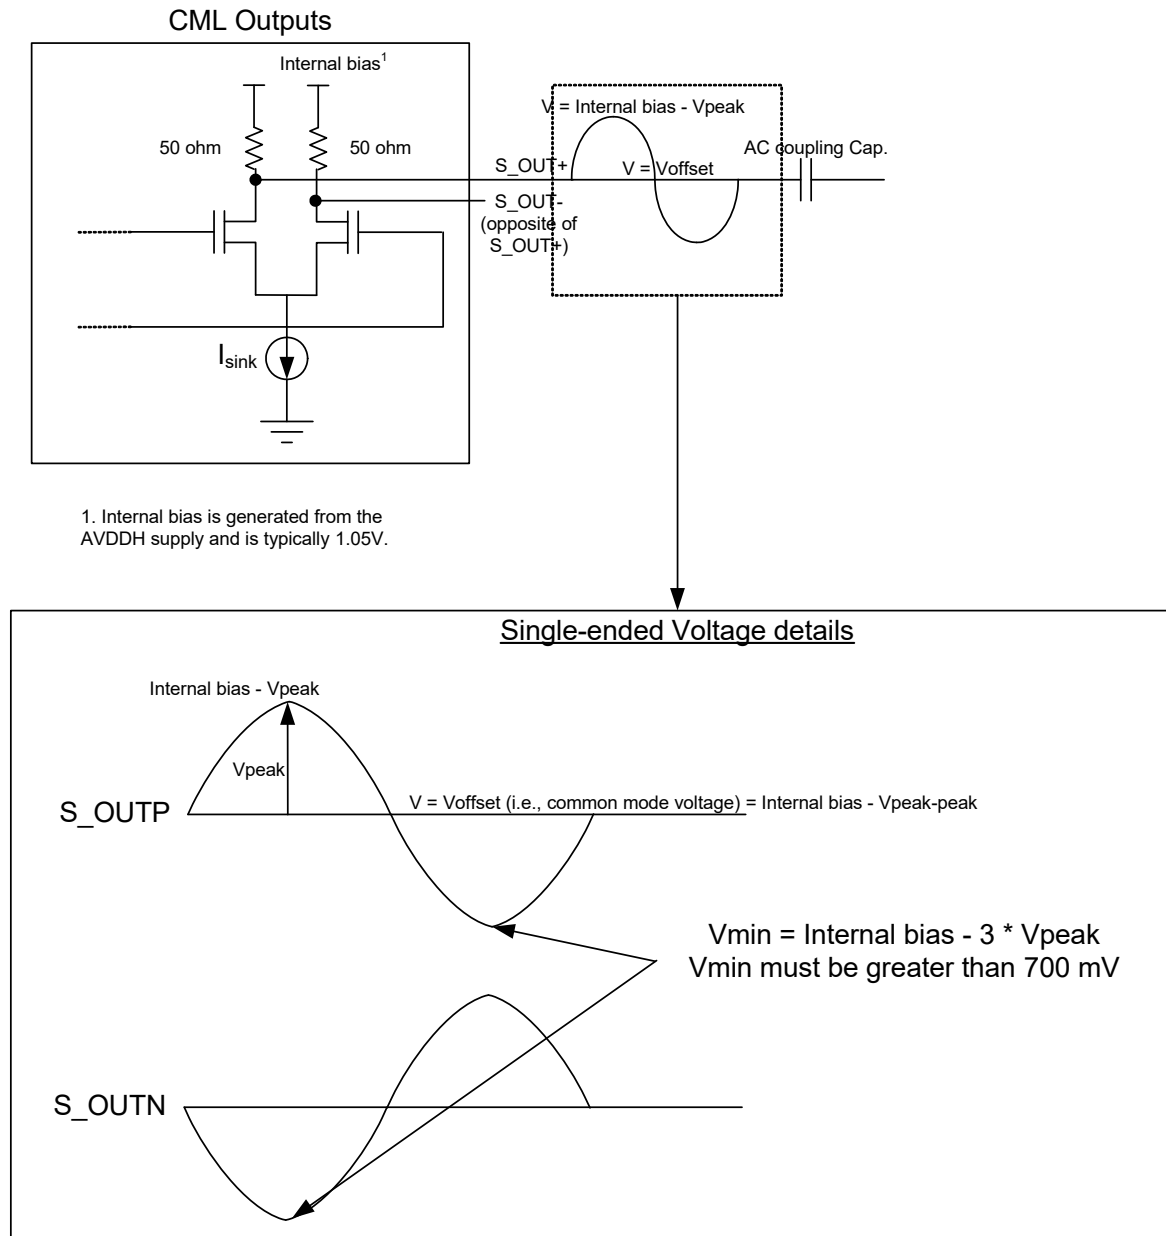 CML Outputs
Internal bias1
50 ohm
50 ohm
V = Internal bias - Vpeak
AC coupling Cap.
S_OUT+
V = Voffset
S_OUT-
(opposite of
S_OUT+)
Isink
1. Internal bias is generated from the
AVDDH supply and is typically 1.05V.
Single-ended Voltage details
Internal bias - Vpeak
Vpeak
S_OUTP
V = Voffset (i.e., common mode voltage) = Internal bias - Vpeak-peak
Vmin = Internal bias - 3 * Vpeak
Vmin must be greater than 700 mV
S_OUTN